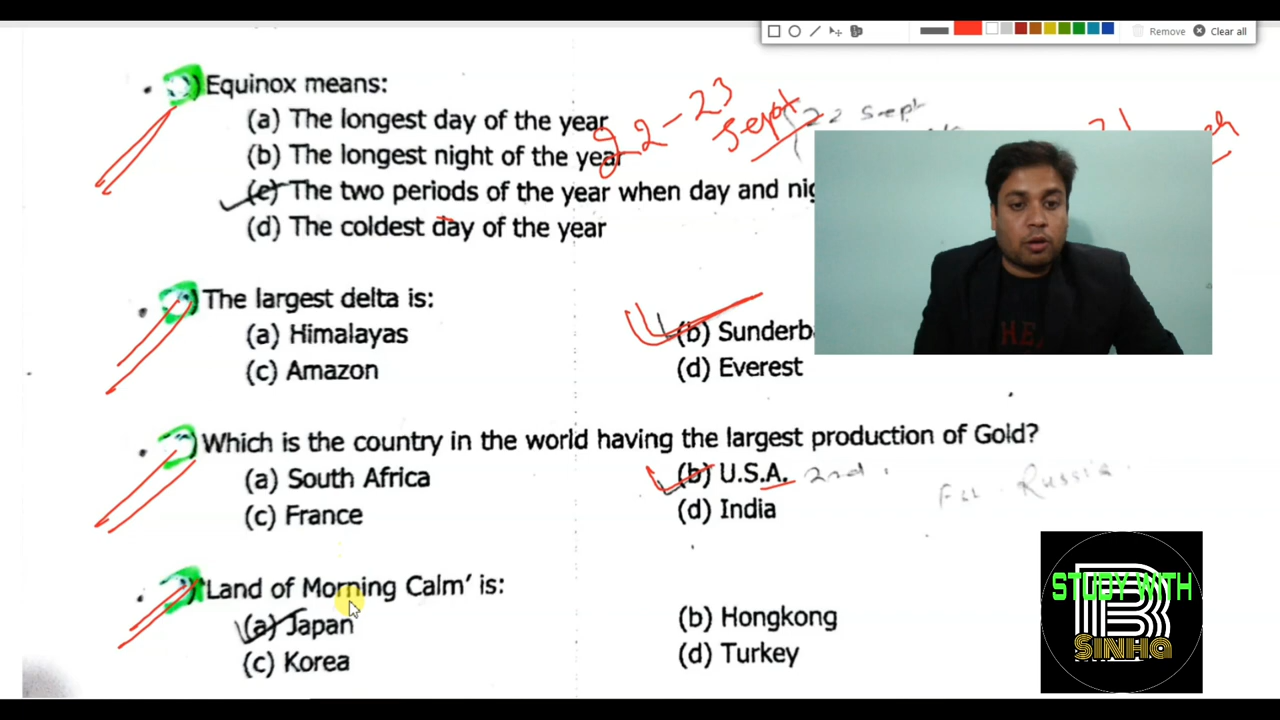 Remove Clear all
Equinox means:
(a) The longest day of the year
(b) The longest night of the year
(c) The two periods of the year when day and nig
(d) The coldest day of the year
22-23
Sept
22 Sept
21
The largest delta is:
(a) Himalayas
(b) Sunderb
(c) Amazon
(d) Everest
Which is the country in the world having the largest production of Gold?
(a) South Africa
(b) U.S.A. 2nd
Russia
(c) France
(d) India
'Land of Morning Calm' is:
(a) Japan
(b) Hongkong
(c) Korea
(d) Turkey
STUDY WITH
B
SINHA